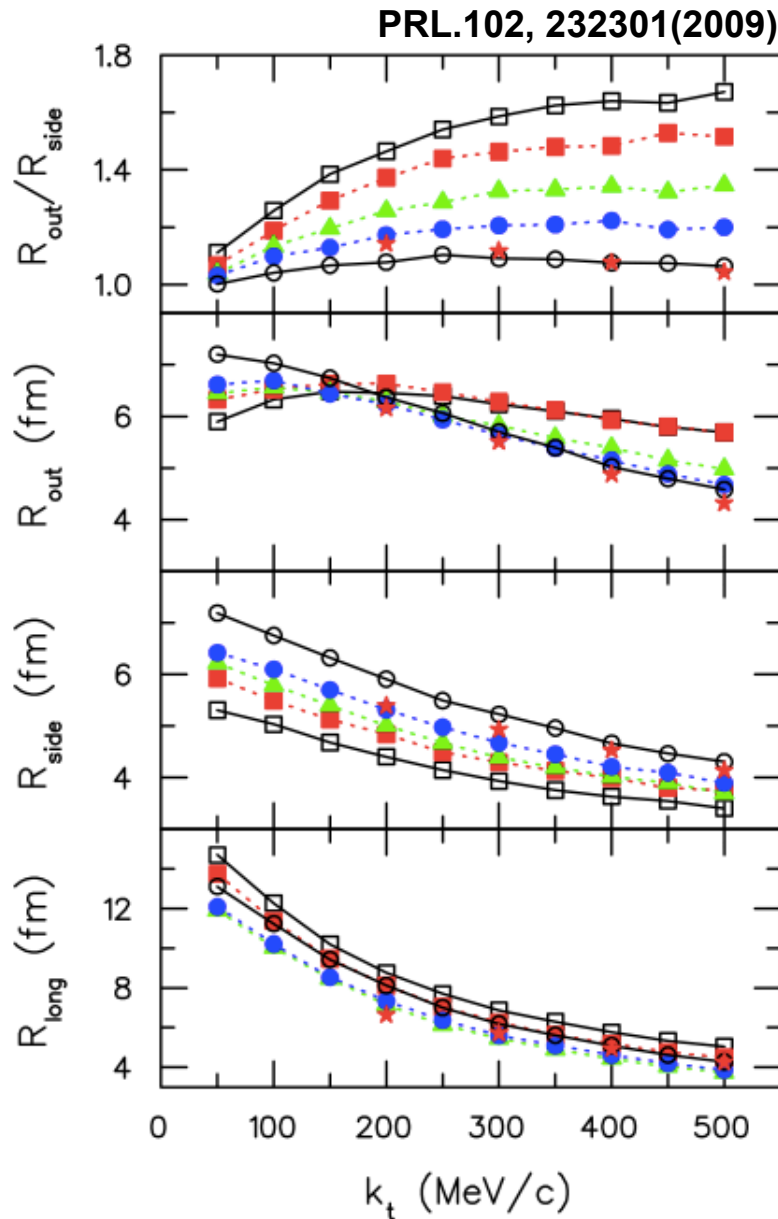 PRL.102, 232301(2009)
R_out/R_side
1.8
1.4
1.0
R_out (fm)
6
4
R_side (fm)
6
4
R_long (fm)
12
8
4
0 100 200 300 400 500
k_t (MeV/c)